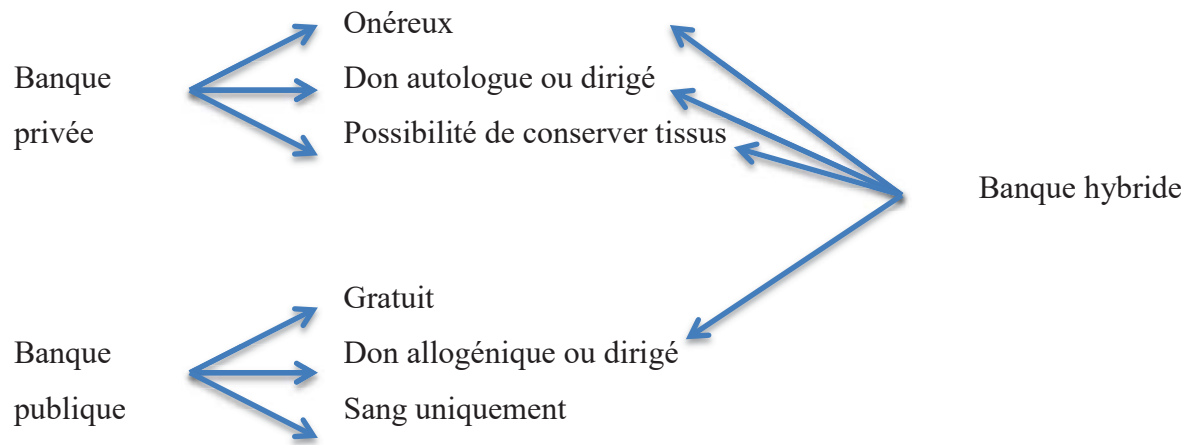 Onéreux
Banque
Don autologue ou dirigé
privée
Possibilité de conserver tissus
Banque hybride
Gratuit
Banque
Don allogénique ou dirigé
publique
Sang uniquement